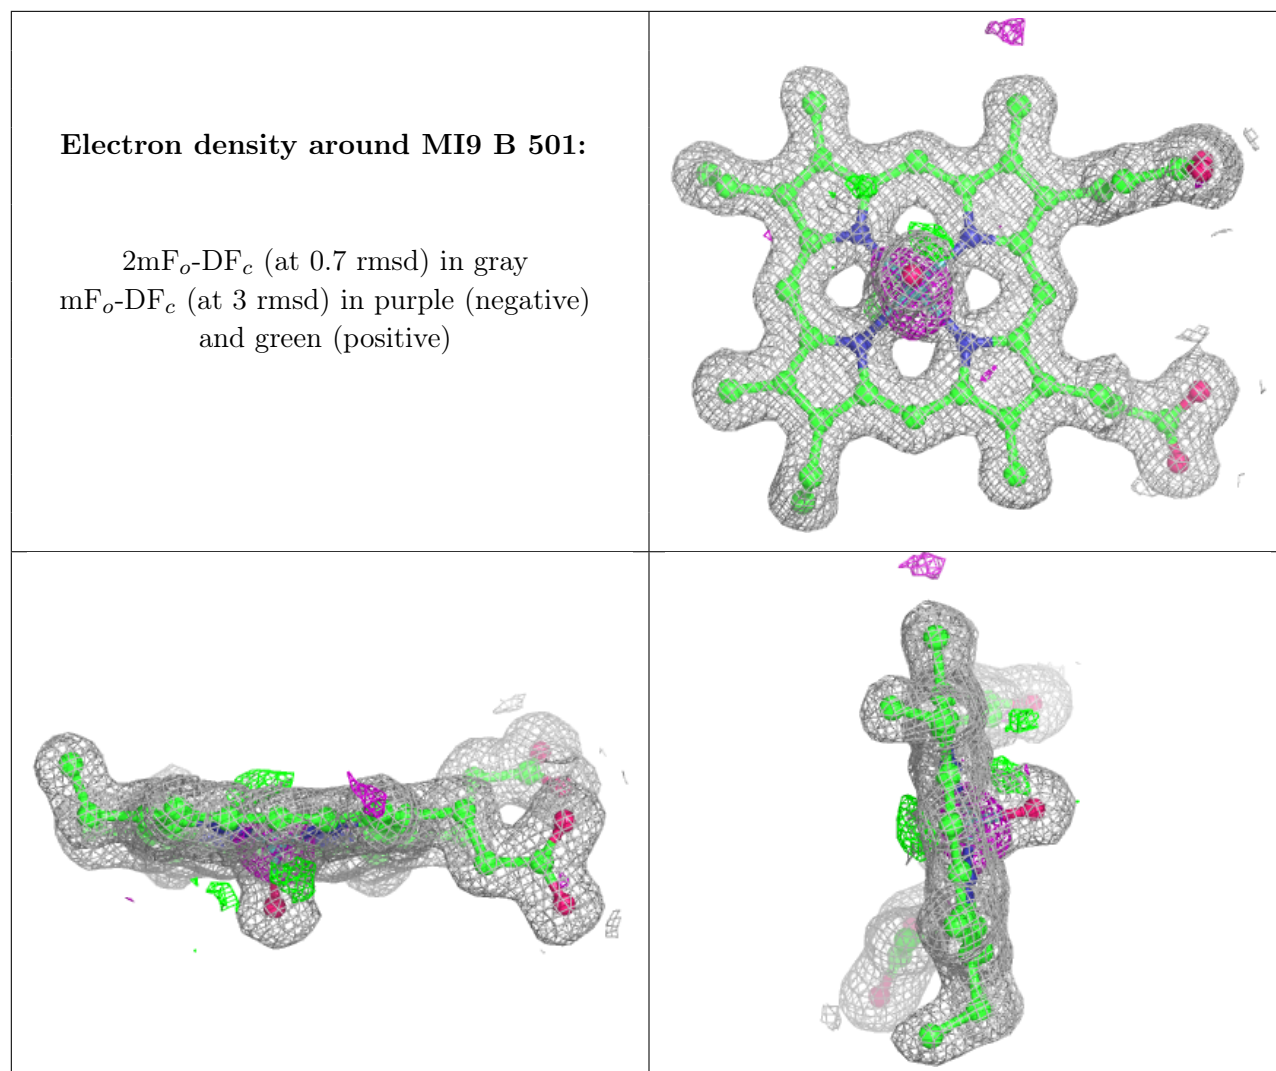 Electron density around MI9 B 501:
2mFₒ-DF𝒸 (at 0.7 rmsd) in gray
mFₒ-DF𝒸 (at 3 rmsd) in purple (negative)
and green (positive)